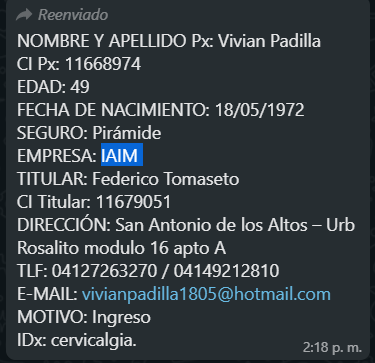 Reenviado
NOMBRE Y APELLIDO Px: Vivian Padilla
CI Px: 11668974
EDAD: 49
FECHA DE NACIMIENTO: 18/05/1972
SEGURO: Pirámide
EMPRESA: IAIM
TITULAR: Federico Tomaseto
CI Titular: 11679051
DIRECCIÓN: San Antonio de los Altos – Urb
Rosalito modulo 16 apto A
TLF: 04127263270 / 04149212810
E-MAIL: vivianpadilla1805@hotmail.com
MOTIVO: Ingreso
IDx: cervicalgia.
2:18 p. m.